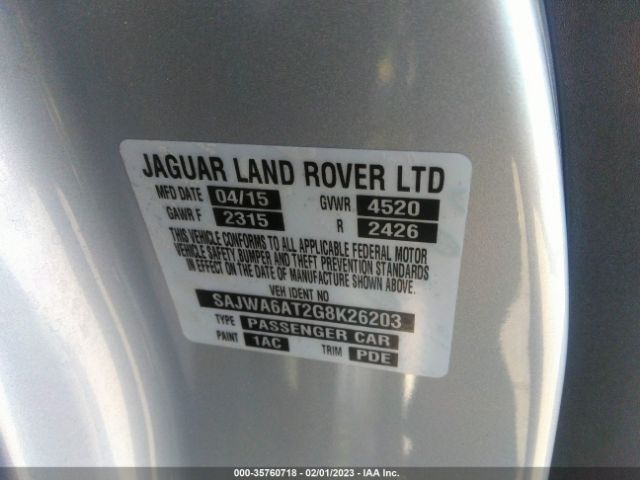 JAGUAR LAND ROVER LTD
MFD DATE 04/15 GVWR 4520
GAWR F 2315 R 2426
THIS VEHICLE CONFORMS TO ALL APPLICABLE FEDERAL MOTOR
VEHICLE SAFETY BUMPER AND THEFT PREVENTION STANDARDS
IN EFFECT ON THE DATE OF MANUFACTURE SHOWN ABOVE.
VEH IDENT NO
SAJWA6AT2G8K26203
TYPE PASSENGER CAR
PAINT 1AC TRIM PDE
000-35760718 - 02/01/2023 - IAA Inc.